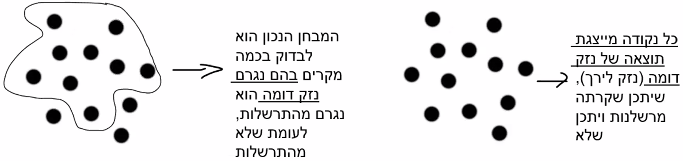 המבחן הנכון הוא
לבדוק בכמה
מקרים בהם נגרם
נזק דומה הוא
נגרם מהתרשלות,
לעומת שלא
מהתרשלות
כל נקודה מייצגת
תוצאה של נזק
דומה (נזק לירך),
שיתכן שקרתה
מרשלנות ויתכן
שלא